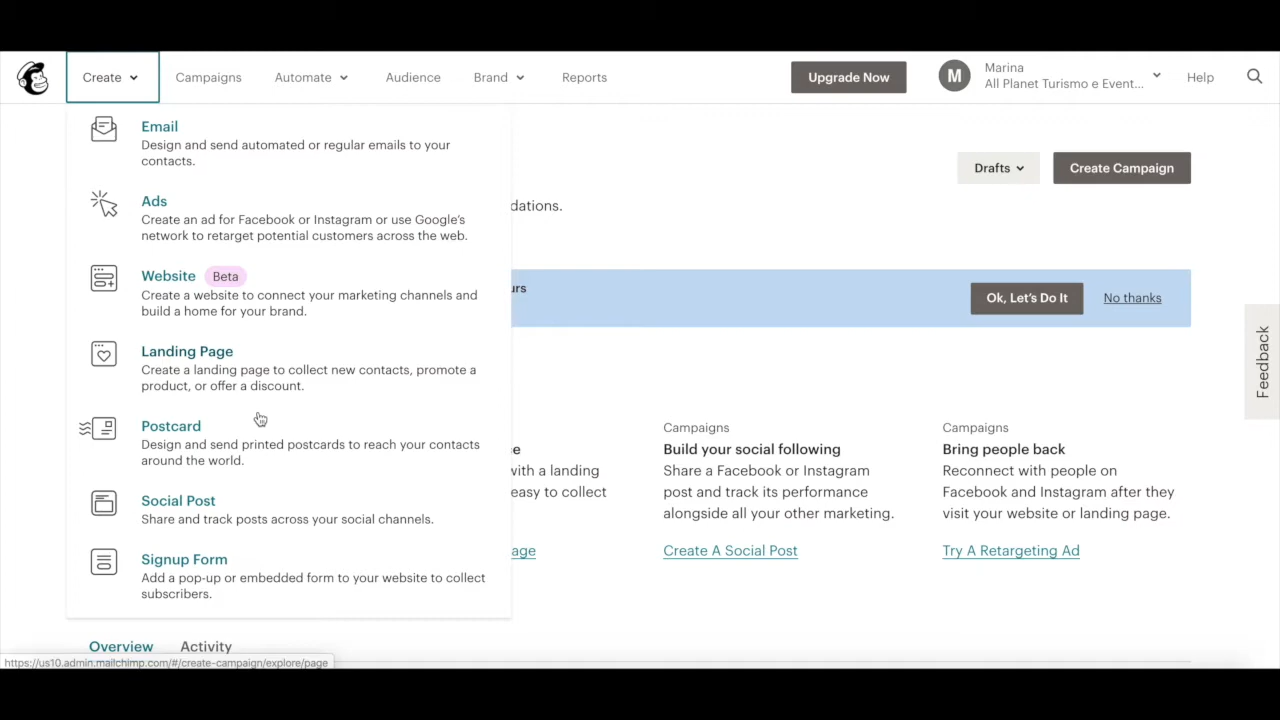 Create
Campaigns
Automate
Audience
Brand
Reports
Upgrade Now
M
Marina
All Planet Turismo e Event...
Help
Email
Design and send automated or regular emails to your
contacts.
Ads
Create an ad for Facebook or Instagram or use Google's
network to retarget potential customers across the web.
Website Beta
Create a website to connect your marketing channels and
build a home for your brand.
Landing Page
Create a landing page to collect new contacts, promote a
product, or offer a discount.
Postcard
Design and send printed postcards to reach your contacts
around the world.
Social Post
Share and track posts across your social channels.
Signup Form
Add a pop-up or embedded form to your website to collect
subscribers.
Drafts
Create Campaign
dations.
urs
Ok, Let's Do It
No thanks
Feedback
e
with a landing
easy to collect
age
Campaigns
Build your social following
Share a Facebook or Instagram
post and track its performance
alongside all your other marketing.
Create A Social Post
Campaigns
Bring people back
Reconnect with people on
Facebook and Instagram after they
visit your website or landing page.
Try A Retargeting Ad
Overview
Activity
https://us10.admin.mailchimp.com/#/create-campaign/explore/page